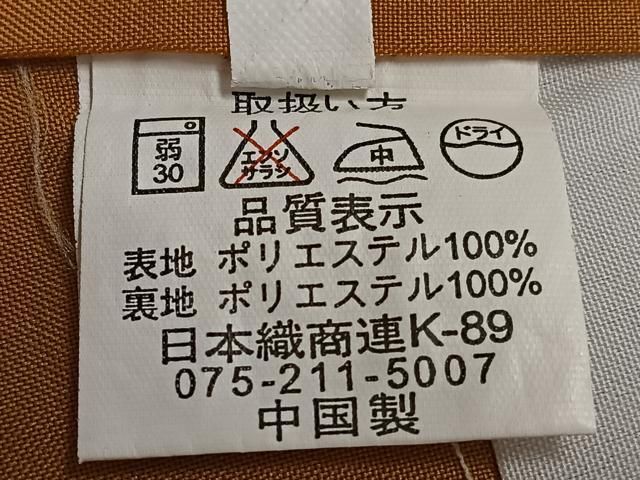 取扱い方
弱 30 エンソ サラシ 中 ドライ
品質表示
表地 ポリエステル100%
裏地 ポリエステル100%
日本織商連K-89
075-211-5007
中国製